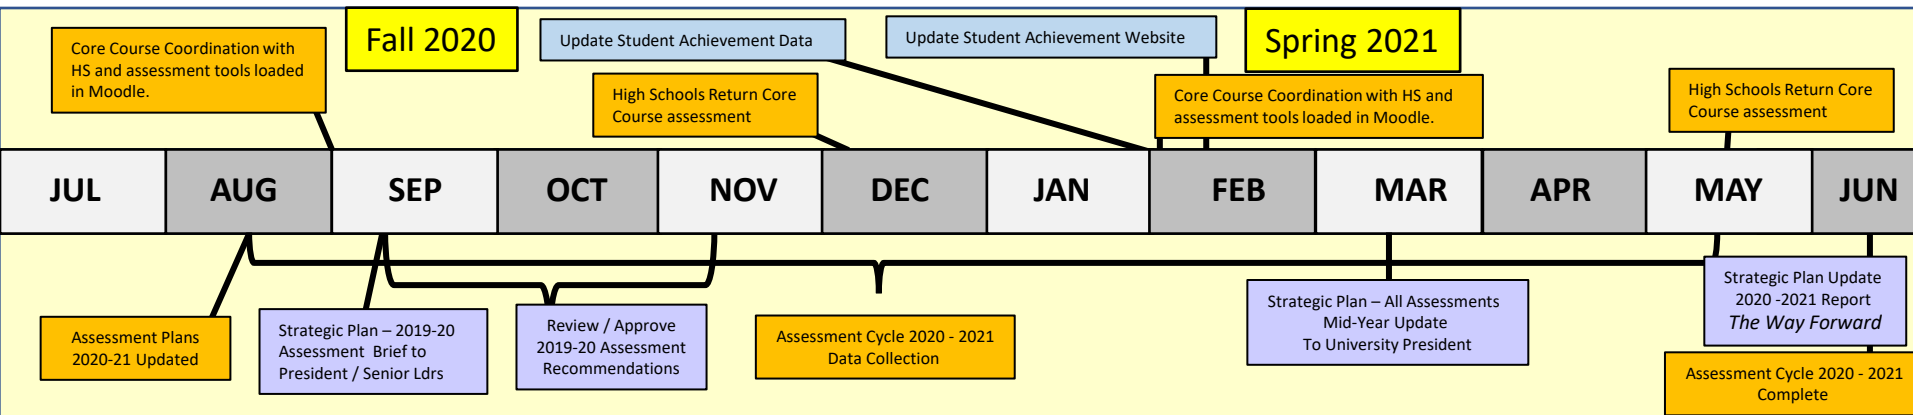 Core Course Coordination with
HS and assessment tools loaded
in Moodle.
Fall 2020
Update Student Achievement Data
Update Student Achievement Website
Spring 2021
High Schools Return Core
Course assessment
Core Course Coordination with HS and
assessment tools loaded in Moodle.
High Schools Return Core
Course assessment
JUL AUG SEP OCT NOV DEC JAN FEB MAR APR MAY JUN
Assessment Plans
2020-21 Updated
Strategic Plan – 2019-20
Assessment Brief to
President / Senior Ldrs
Review / Approve
2019-20 Assessment
Recommendations
Assessment Cycle 2020 - 2021
Data Collection
Strategic Plan – All Assessments
Mid-Year Update
To University President
Strategic Plan Update
2020 -2021 Report
The Way Forward
Assessment Cycle 2020 - 2021
Complete